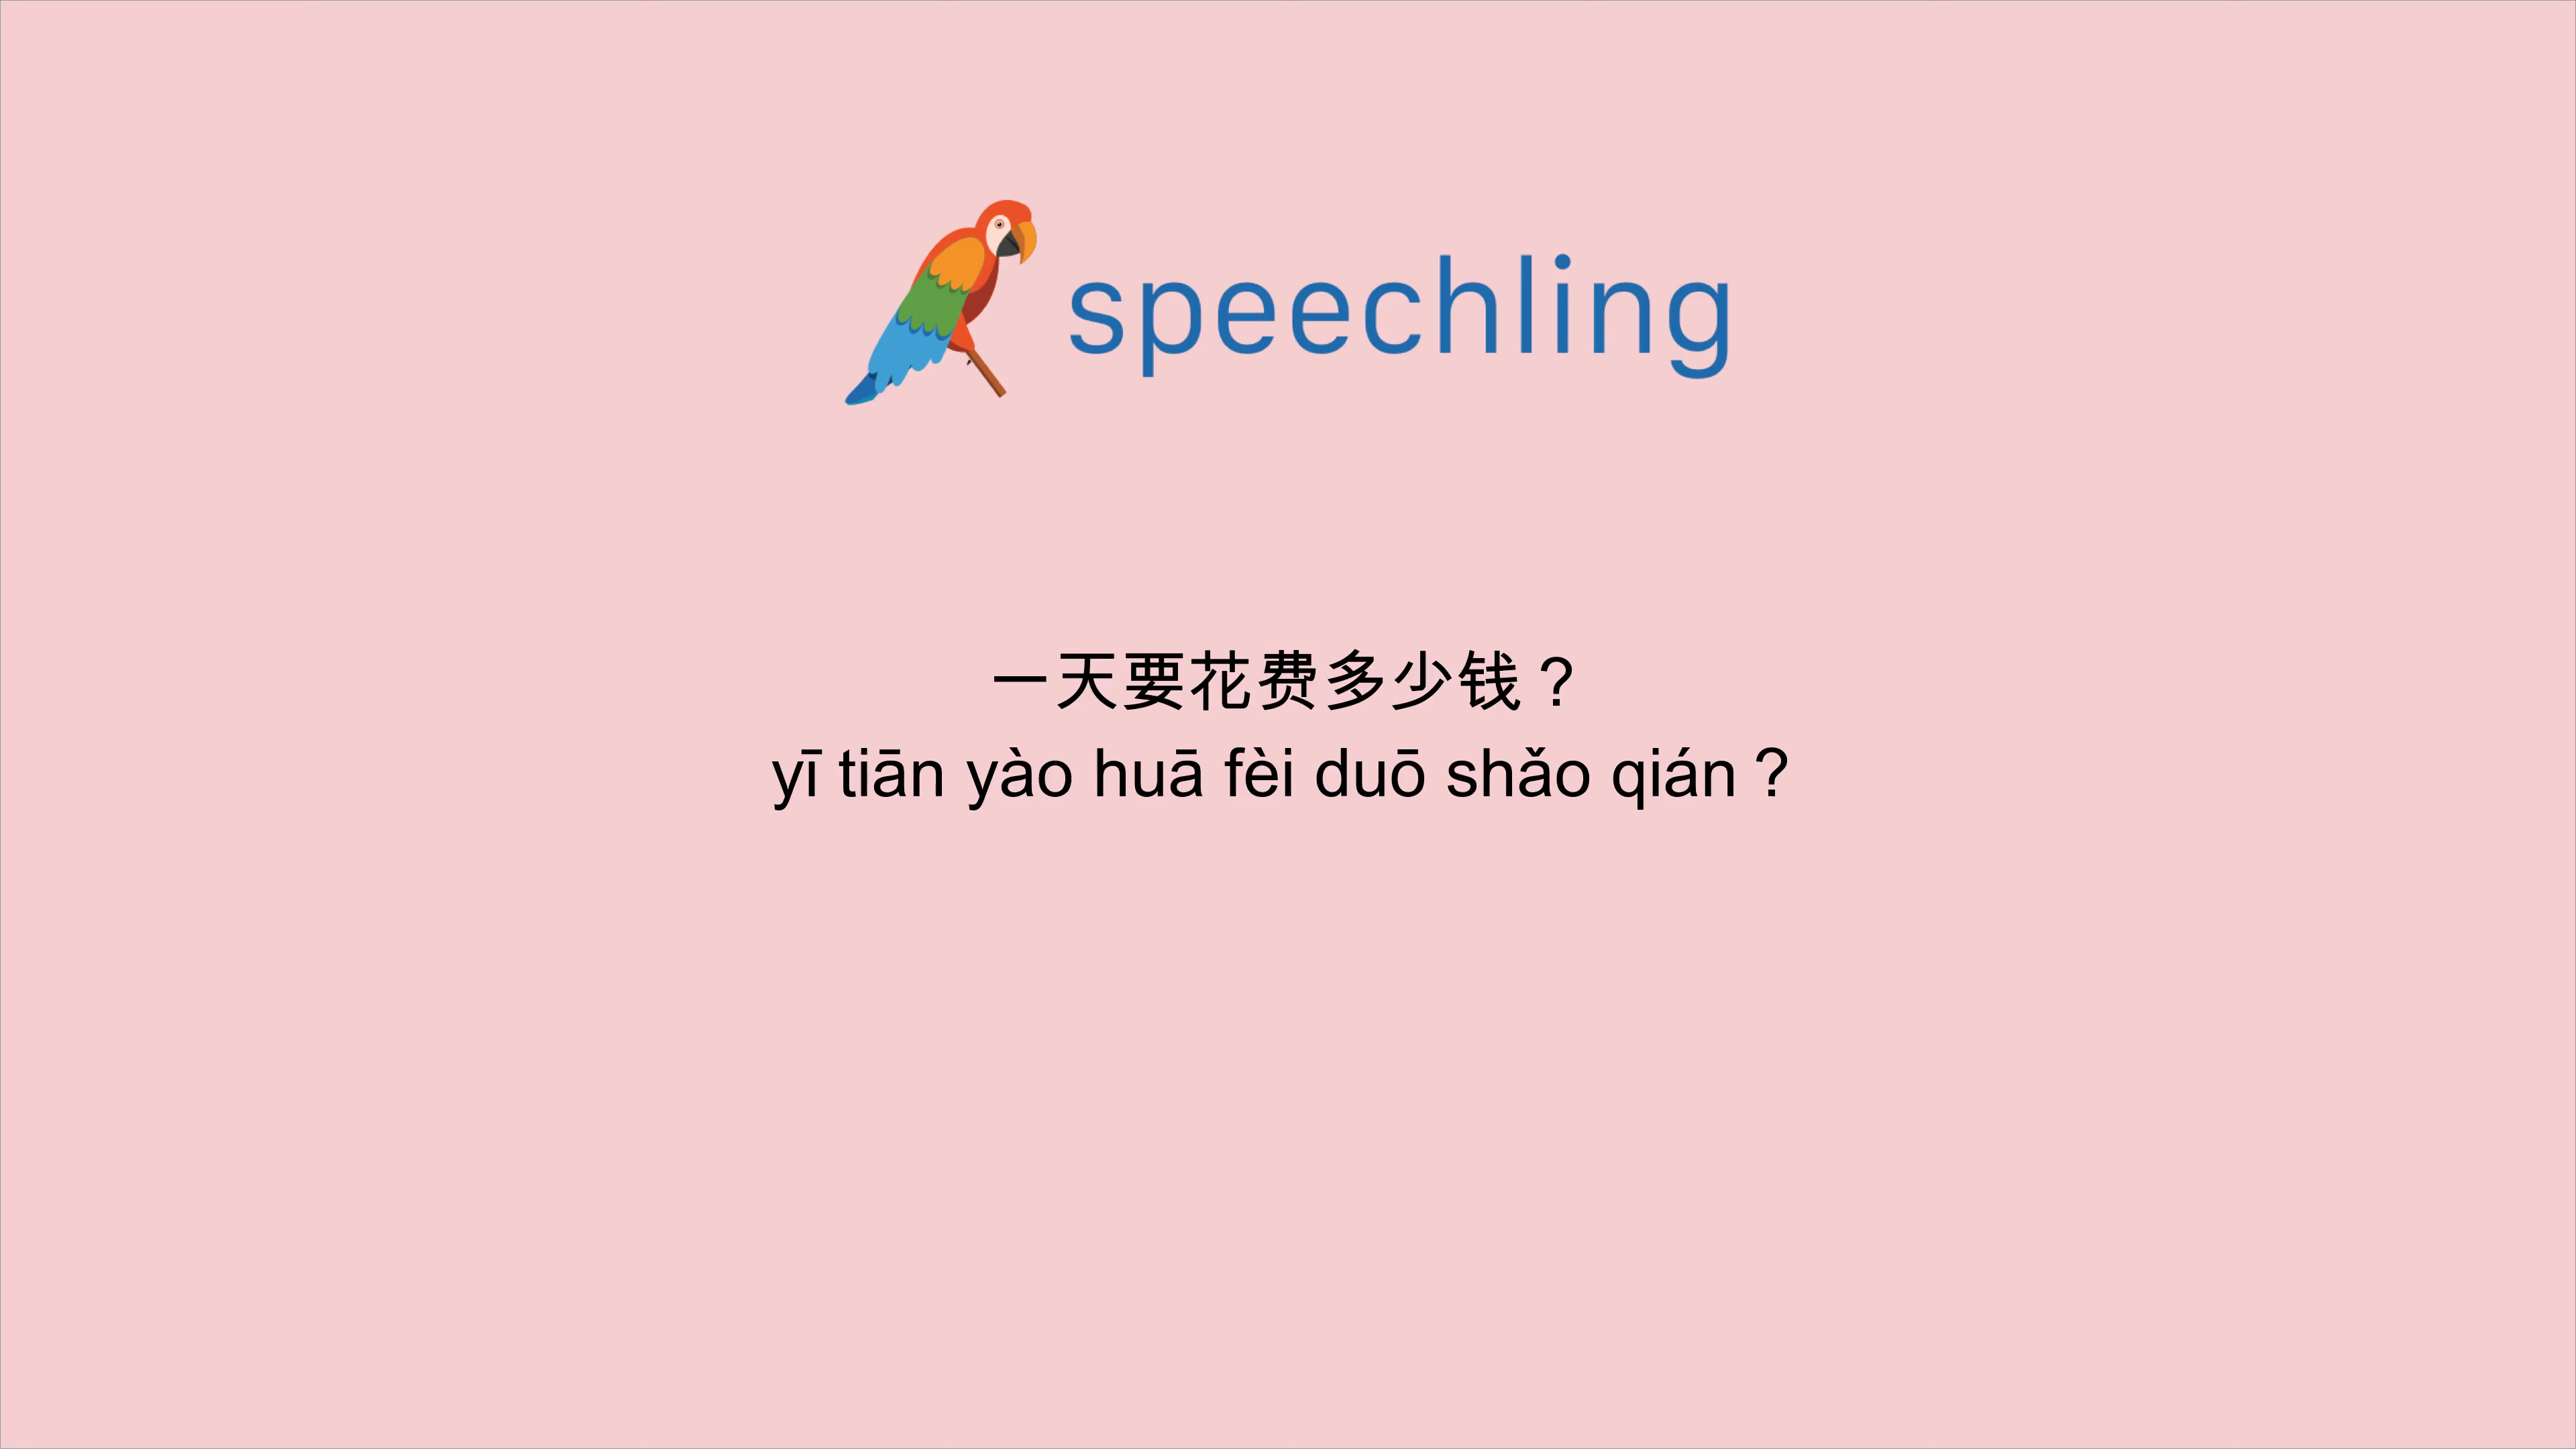 speechling
一天要花费多少钱？
yī tiān yào huā fèi duō shǎo qián？